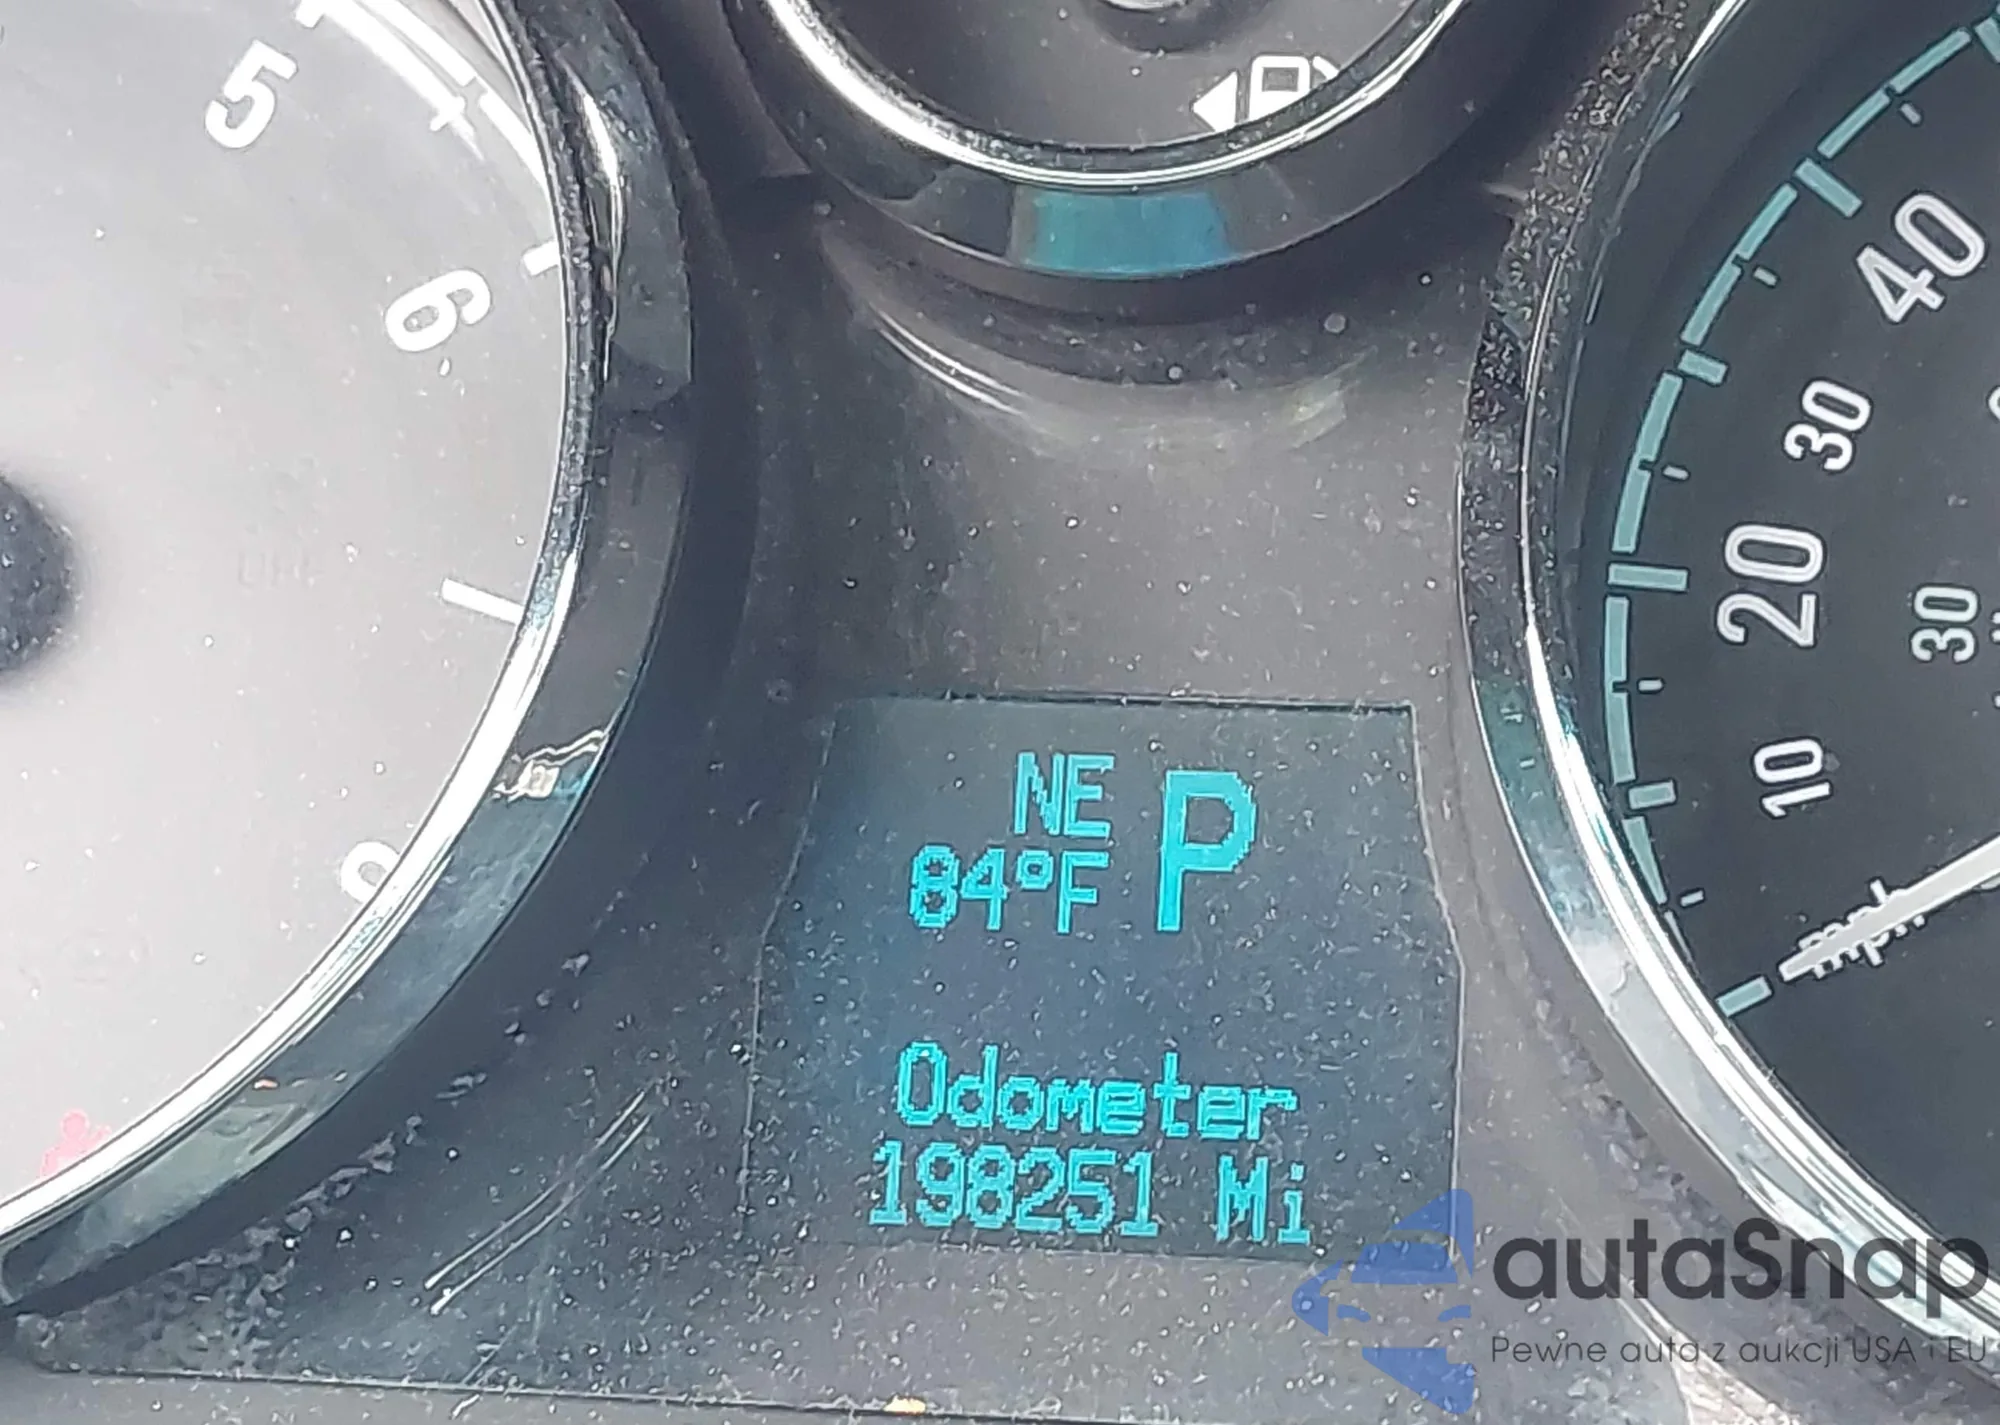 5
6
40
30
20
30
10
mph
NE
P
84°F
Odometer
198251 Mi
autaSnap
Pewne auta z aukcji USA i EU